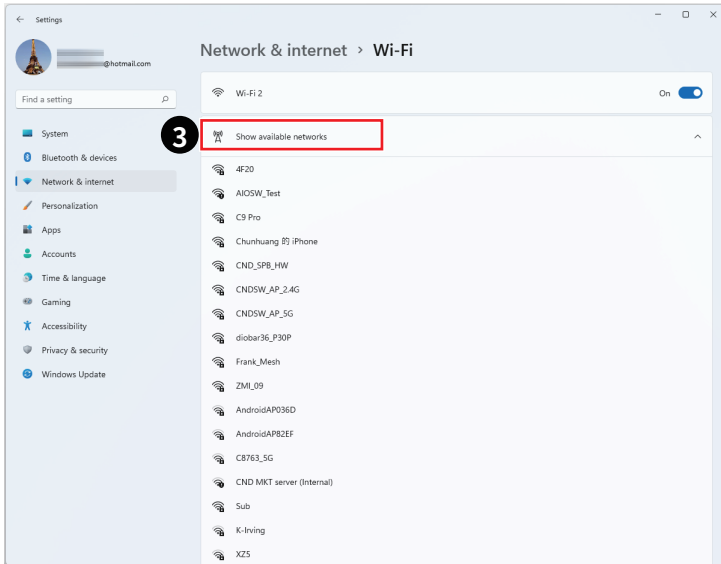 Settings
@hotmail.com
Find a setting
System
Bluetooth & devices
Network & internet
Personalization
Apps
Accounts
Time & language
Gaming
Accessibility
Privacy & security
Windows Update
Network & internet > Wi-Fi
Wi-Fi 2
On
3
Show available networks
4F20
AIOSW_Test
C9 Pro
Chunhuang 的 iPhone
CND_SPB_HW
CNDSW_AP_2.4G
CNDSW_AP_5G
diobar36_P30P
Frank_Mesh
ZMI_09
AndroidAP036D
AndroidAP82EF
C8763_5G
CND MKT server (Internal)
Sub
K-Irving
XZ5